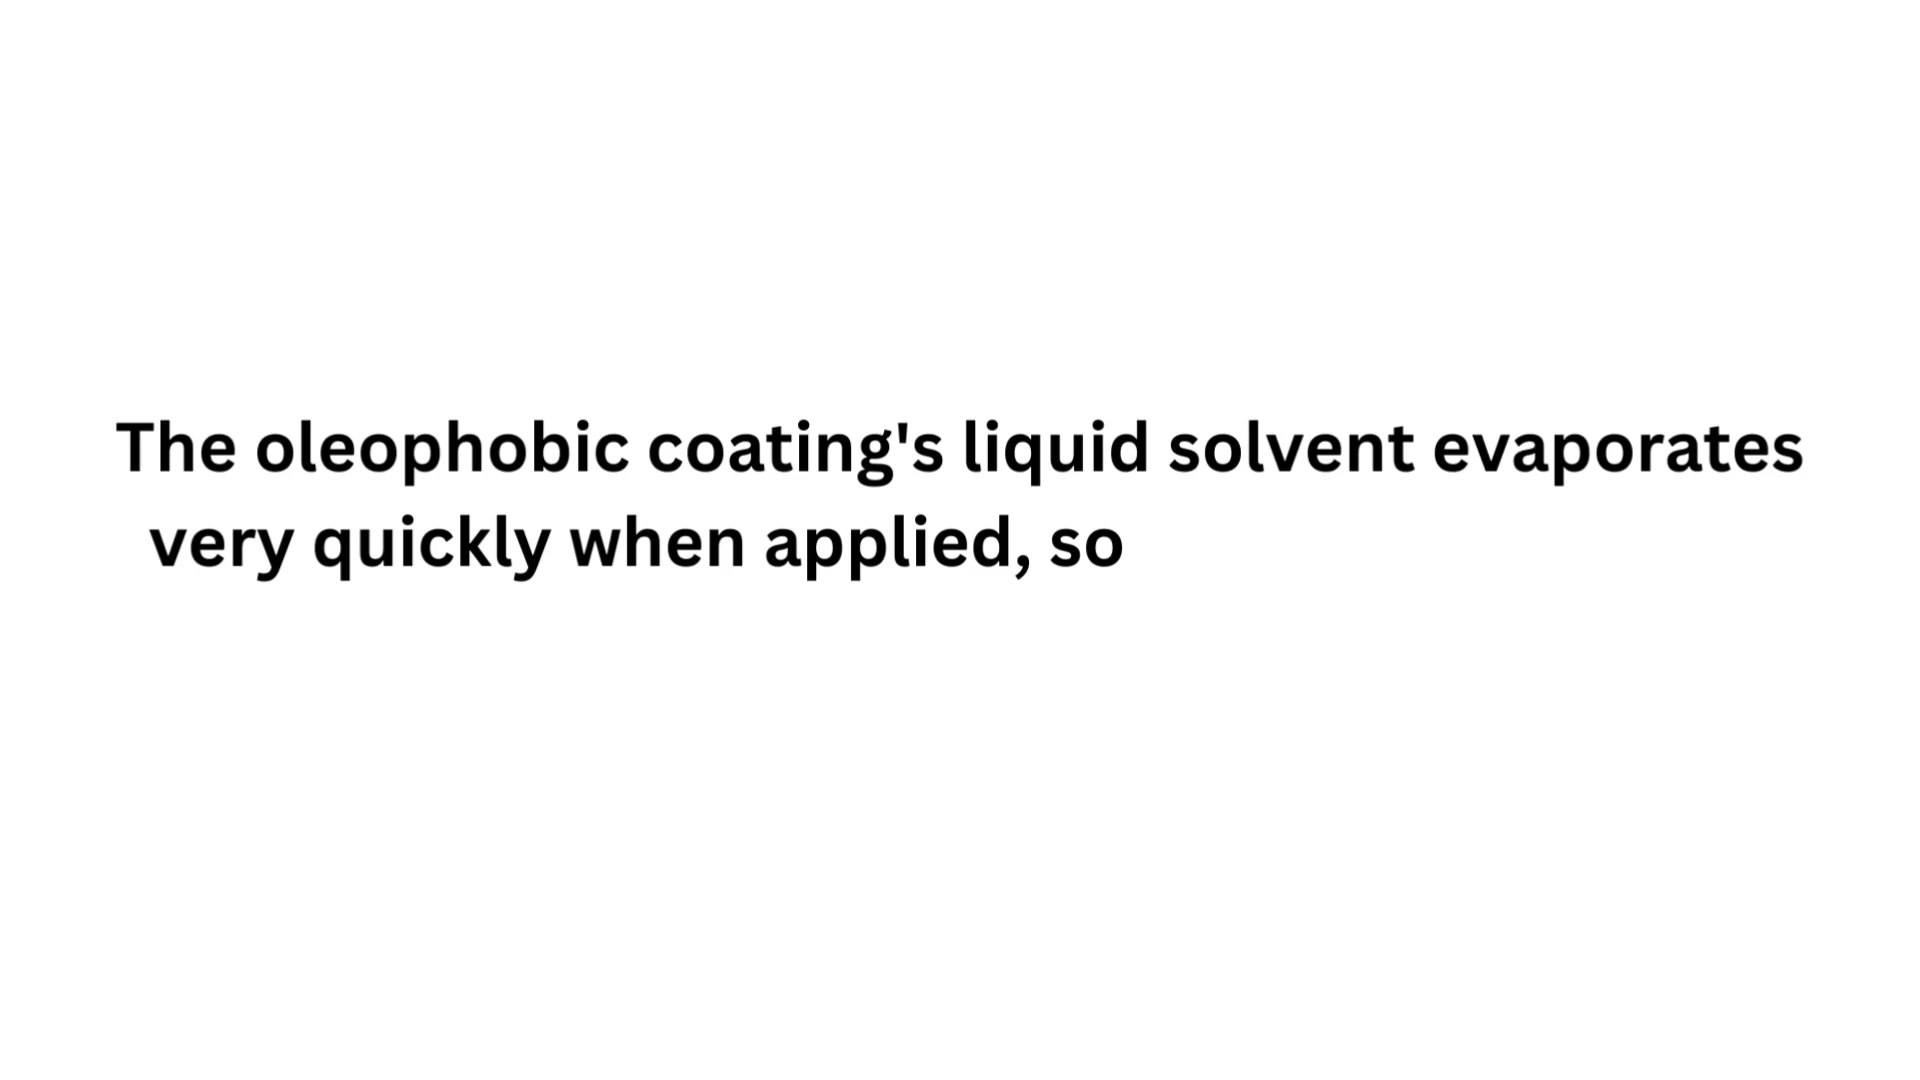 The oleophobic coating's liquid solvent evaporates
very quickly when applied, so